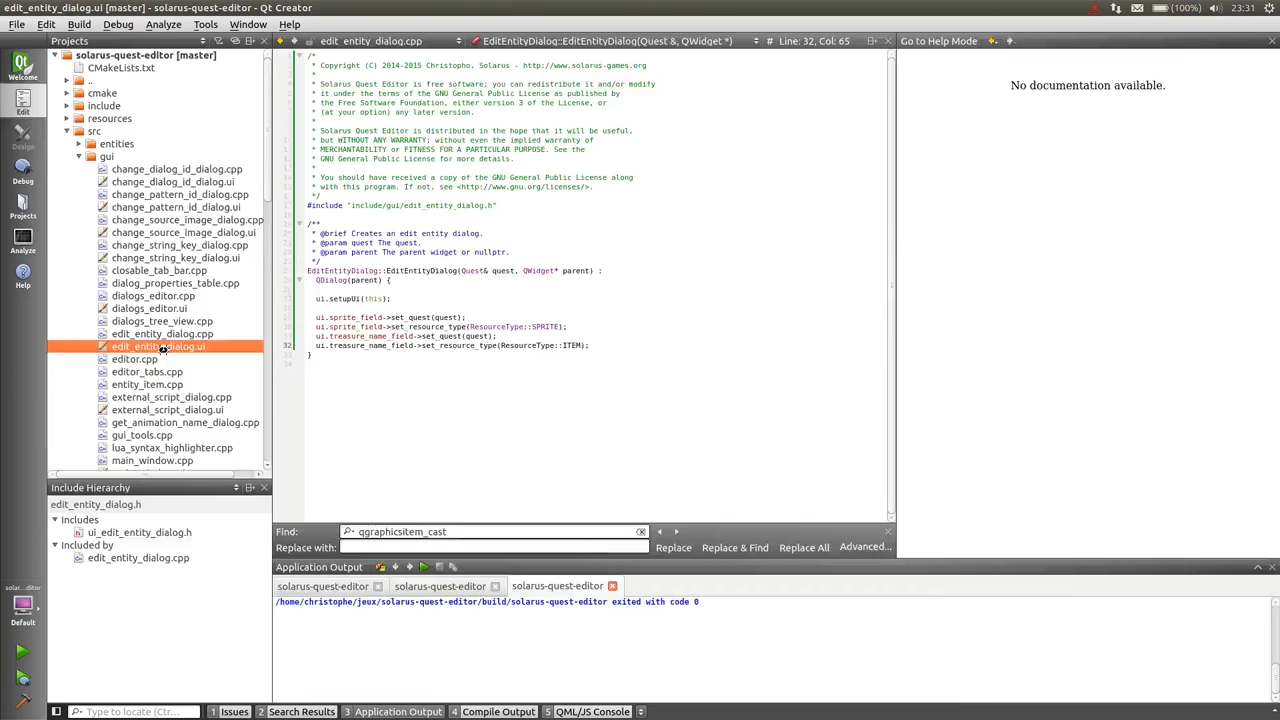 edit_entity_dialog.ui [master] - solarus-quest-editor - Qt Creator
(100%) 23:31
File Edit Build Debug Analyze Tools Window Help
Projects
edit_entity_dialog.cpp
EditEntityDialog::EditEntityDialog(Quest &, QWidget *)
# Line: 32, Col: 65
Go to Help Mode
Welcome
Edit
Design
Debug
Projects
Analyze
Help
solarus-quest-editor [master]
CMakeLists.txt
..
cmake
include
resources
src
entities
gui
change_dialog_id_dialog.cpp
change_dialog_id_dialog.ui
change_pattern_id_dialog.cpp
change_pattern_id_dialog.ui
change_source_image_dialog.cpp
change_source_image_dialog.ui
change_string_key_dialog.cpp
change_string_key_dialog.ui
closable_tab_bar.cpp
dialog_properties_table.cpp
dialogs_editor.cpp
dialogs_editor.ui
dialogs_tree_view.cpp
edit_entity_dialog.cpp
edit_entity_dialog.ui
editor.cpp
editor_tabs.cpp
entity_item.cpp
external_script_dialog.cpp
external_script_dialog.ui
get_animation_name_dialog.cpp
gui_tools.cpp
lua_syntax_highlighter.cpp
main_window.cpp
/*
* Copyright (C) 2014-2015 Christopho, Solarus - http://www.solarus-games.org
*
* Solarus Quest Editor is free software; you can redistribute it and/or modify
* it under the terms of the GNU General Public License as published by
* the Free Software Foundation, either version 3 of the License, or
* (at your option) any later version.
*
* Solarus Quest Editor is distributed in the hope that it will be useful,
* but WITHOUT ANY WARRANTY; without even the implied warranty of
* MERCHANTABILITY or FITNESS FOR A PARTICULAR PURPOSE. See the
* GNU General Public License for more details.
*
* You should have received a copy of the GNU General Public License along
* with this program. If not, see <http://www.gnu.org/licenses/>.
*/
#include "include/gui/edit_entity_dialog.h"
/**
* @brief Creates an edit entity dialog.
* @param quest The quest.
* @param parent The parent widget or nullptr.
*/
EditEntityDialog::EditEntityDialog(Quest& quest, QWidget* parent) :
QDialog(parent) {
ui.setupUi(this);
ui.sprite_field->set_quest(quest);
ui.sprite_field->set_resource_type(ResourceType::SPRITE);
ui.treasure_name_field->set_quest(quest);
32 ui.treasure_name_field->set_resource_type(ResourceType::ITEM);
}
No documentation available.
Include Hierarchy
edit_entity_dialog.h
Includes
ui_edit_entity_dialog.h
Included by
edit_entity_dialog.cpp
Find: qgraphicsitem_cast
Replace with: Replace Replace & Find Replace All Advanced...
Application Output
solarus-quest-editor solarus-quest-editor solarus-quest-editor
/home/christophe/jeux/solarus-quest-editor/build/solarus-quest-editor exited with code 0
solar...ditor
Default
Type to locate (Ctr...
1 Issues 2 Search Results 3 Application Output 4 Compile Output 5 QML/JS Console